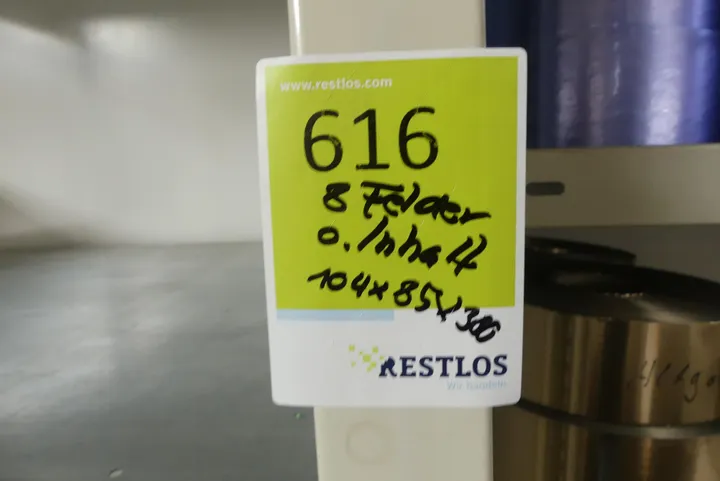 www.restlos.com
616
8 Felder
o. Inhalt
104x85x300
RESTLOS